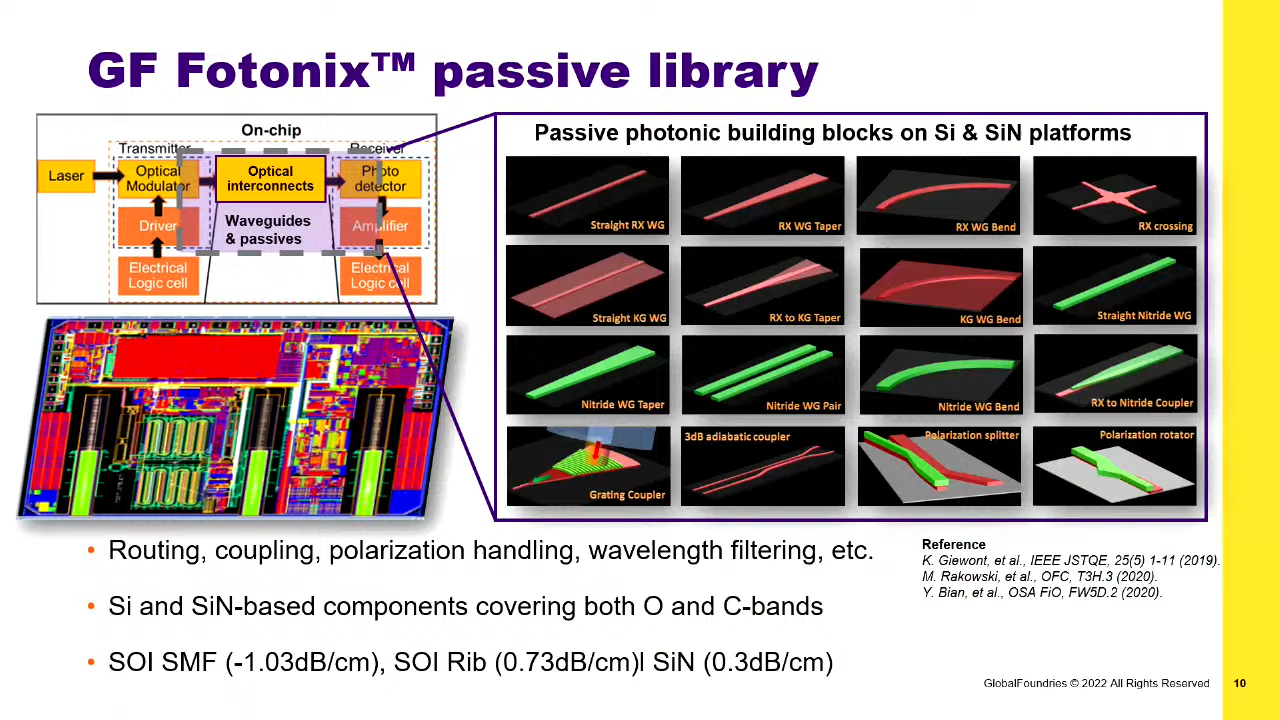 GF Fotonix™ passive library
On-chip
Transmitter
Receiver
Laser
Optical
Modulator
Optical
interconnects
Photo
detector
Driver
Waveguides
& passives
Amplifier
Electrical
Logic cell
Electrical
Logic cell
Passive photonic building blocks on Si & SiN platforms
Straight RX WG
RX WG Taper
RX WG Bend
RX crossing
Straight KG WG
RX to KG Taper
KG WG Bend
Straight Nitride WG
Nitride WG Taper
Nitride WG Pair
Nitride WG Bend
RX to Nitride Coupler
Grating Coupler
3dB adiabatic coupler
Polarization splitter
Polarization rotator
• Routing, coupling, polarization handling, wavelength filtering, etc.
• Si and SiN-based components covering both O and C-bands
• SOI SMF (-1.03dB/cm), SOI Rib (0.73dB/cm)l SiN (0.3dB/cm)
Reference
K. Giewont, et al., IEEE JSTQE, 25(5) 1-11 (2019).
M. Rakowski, et al., OFC, T3H.3 (2020).
Y. Bian, et al., OSA FiO, FW5D.2 (2020).
GlobalFoundries © 2022 All Rights Reserved
10